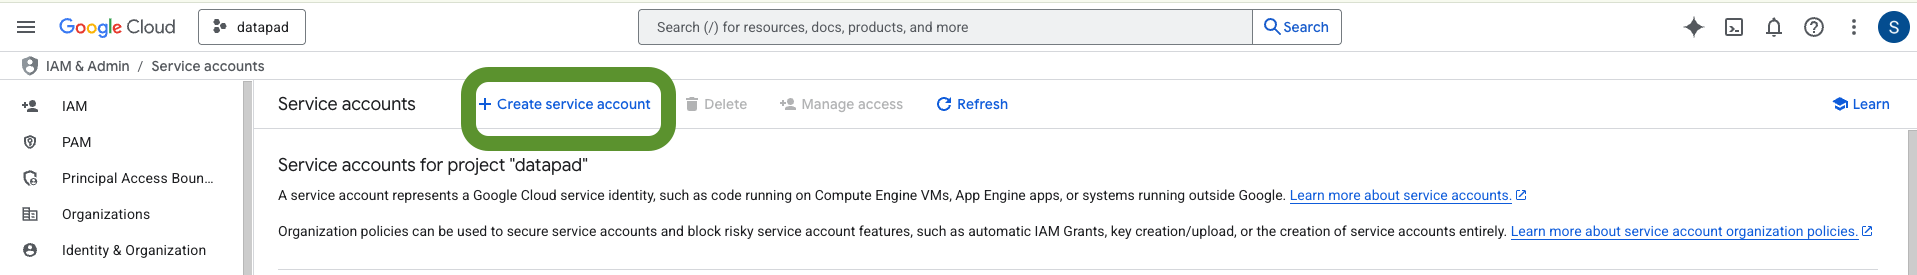 Google Cloud datapad Search (/) for resources, docs, products, and more Search S
IAM & Admin / Service accounts
IAM
PAM
Principal Access Boun...
Organizations
Identity & Organization
Service accounts + Create service account Delete Manage access Refresh Learn
Service accounts for project "datapad"
A service account represents a Google Cloud service identity, such as code running on Compute Engine VMs, App Engine apps, or systems running outside Google. Learn more about service accounts.
Organization policies can be used to secure service accounts and block risky service account features, such as automatic IAM Grants, key creation/upload, or the creation of service accounts entirely. Learn more about service account organization policies.